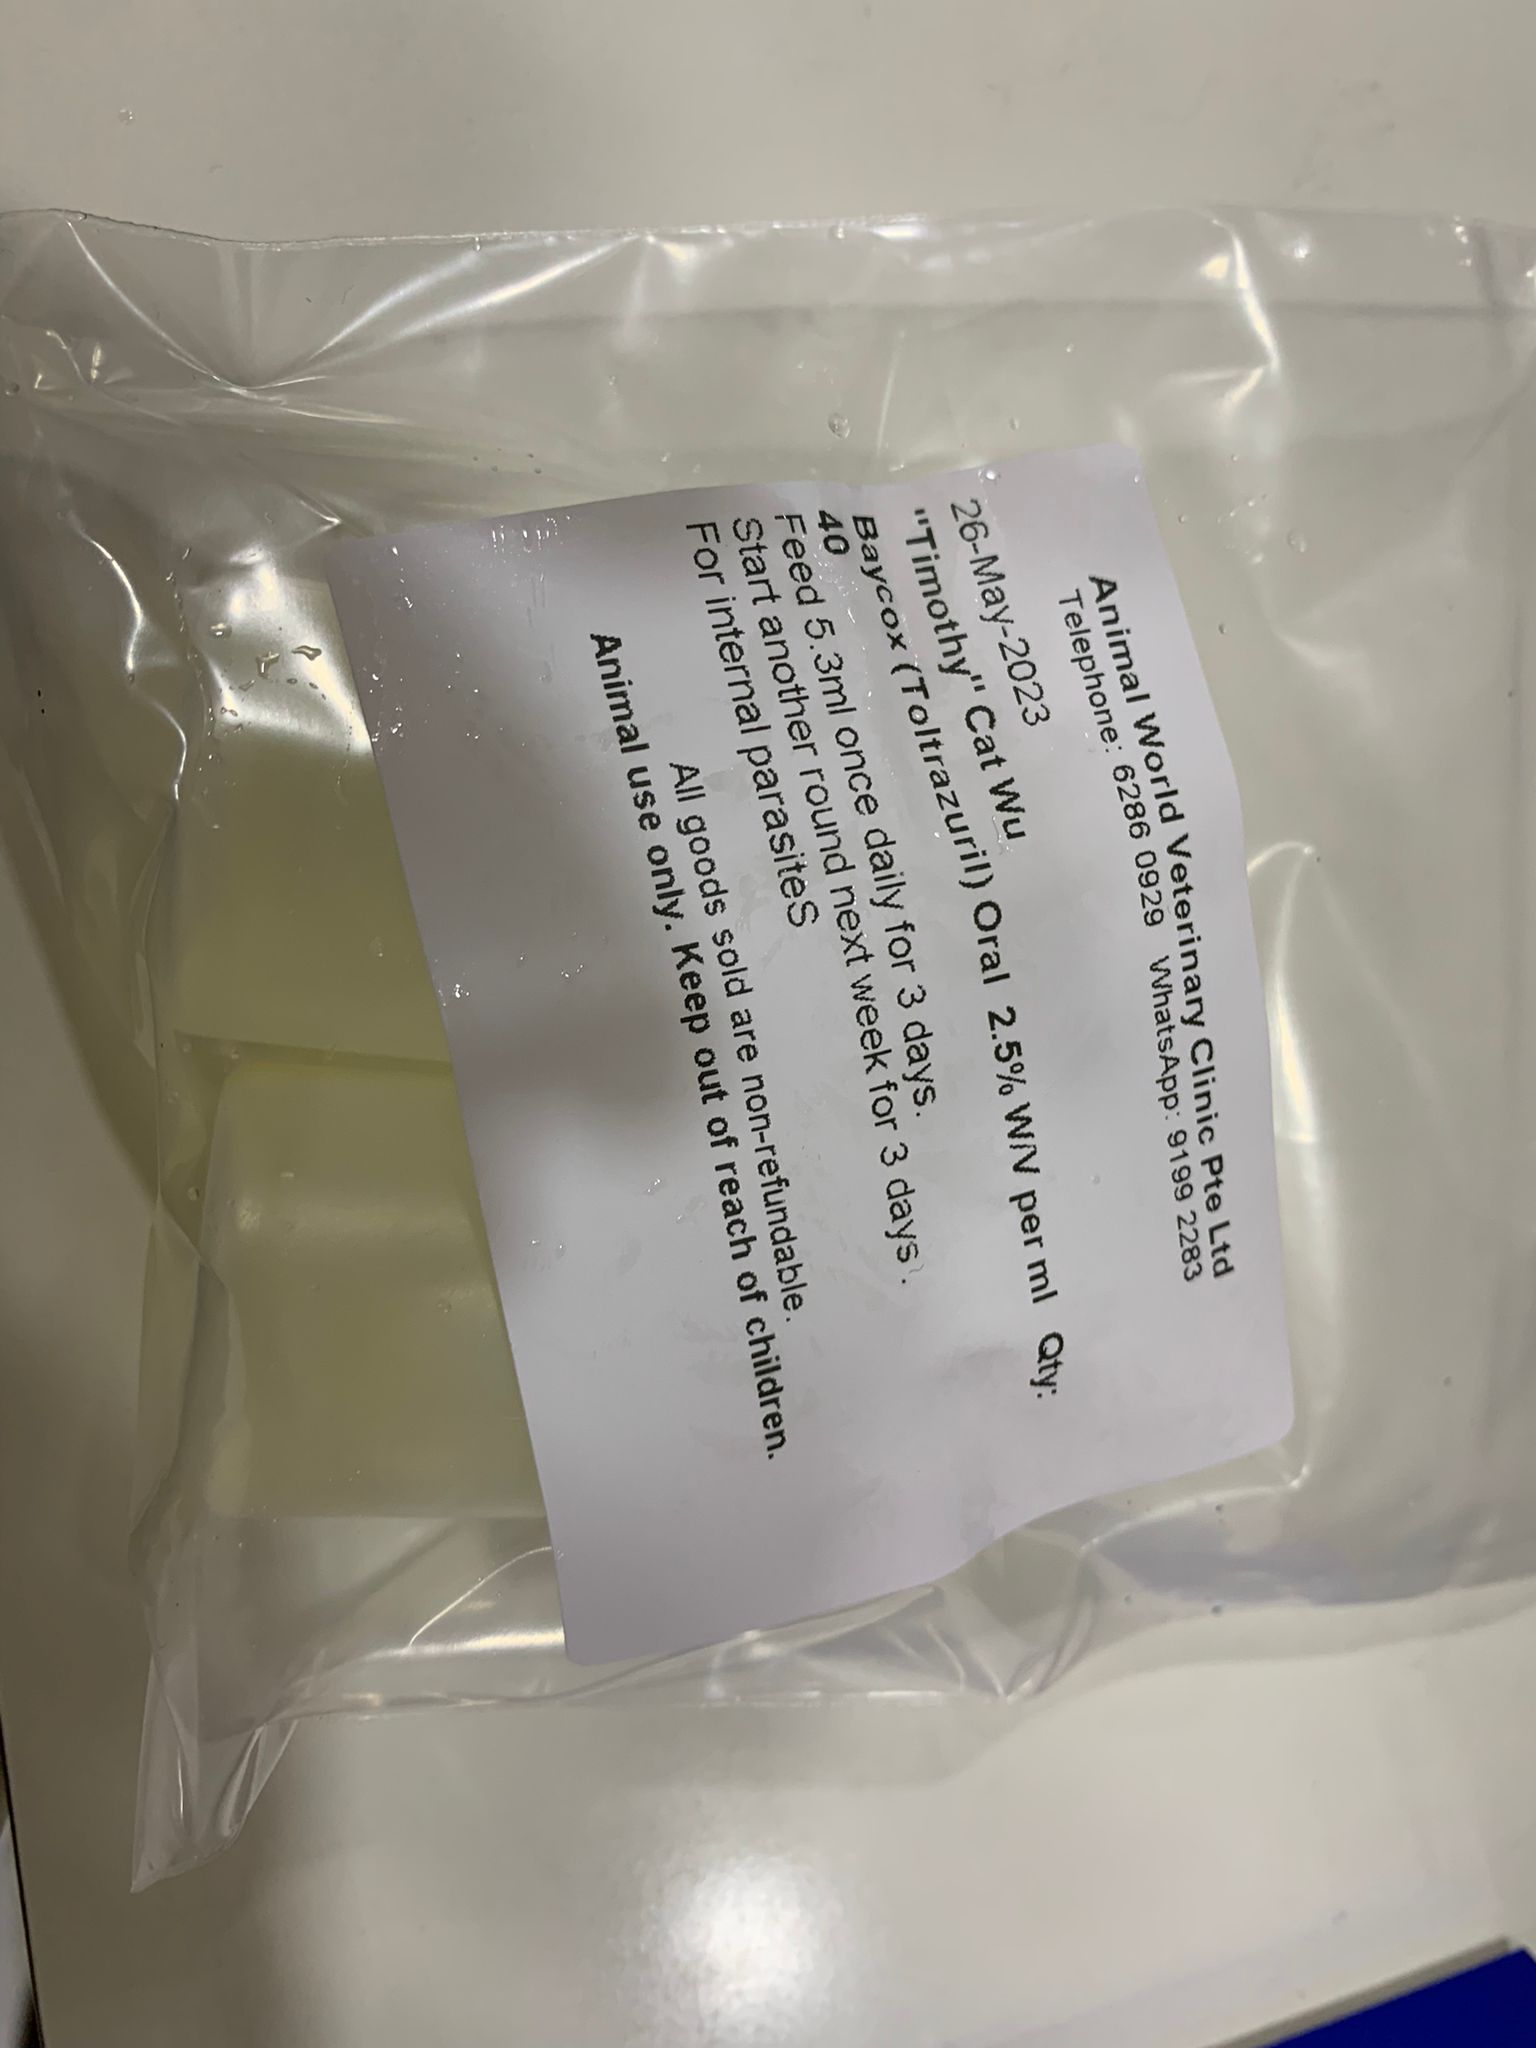 Animal World Veterinary Clinic Pte Ltd
Telephone: 6286 0929 WhatsApp: 9199 2283
26-May-2023
"Timothy" Cat Wu
Baycox (Toltrazuril) Oral 2.5% W/V per ml Qty:
40
Feed 5.3ml once daily for 3 days.
Start another round next week for 3 days.
For internal parasiteS
All goods sold are non-refundable.
Animal use only. Keep out of reach of children.